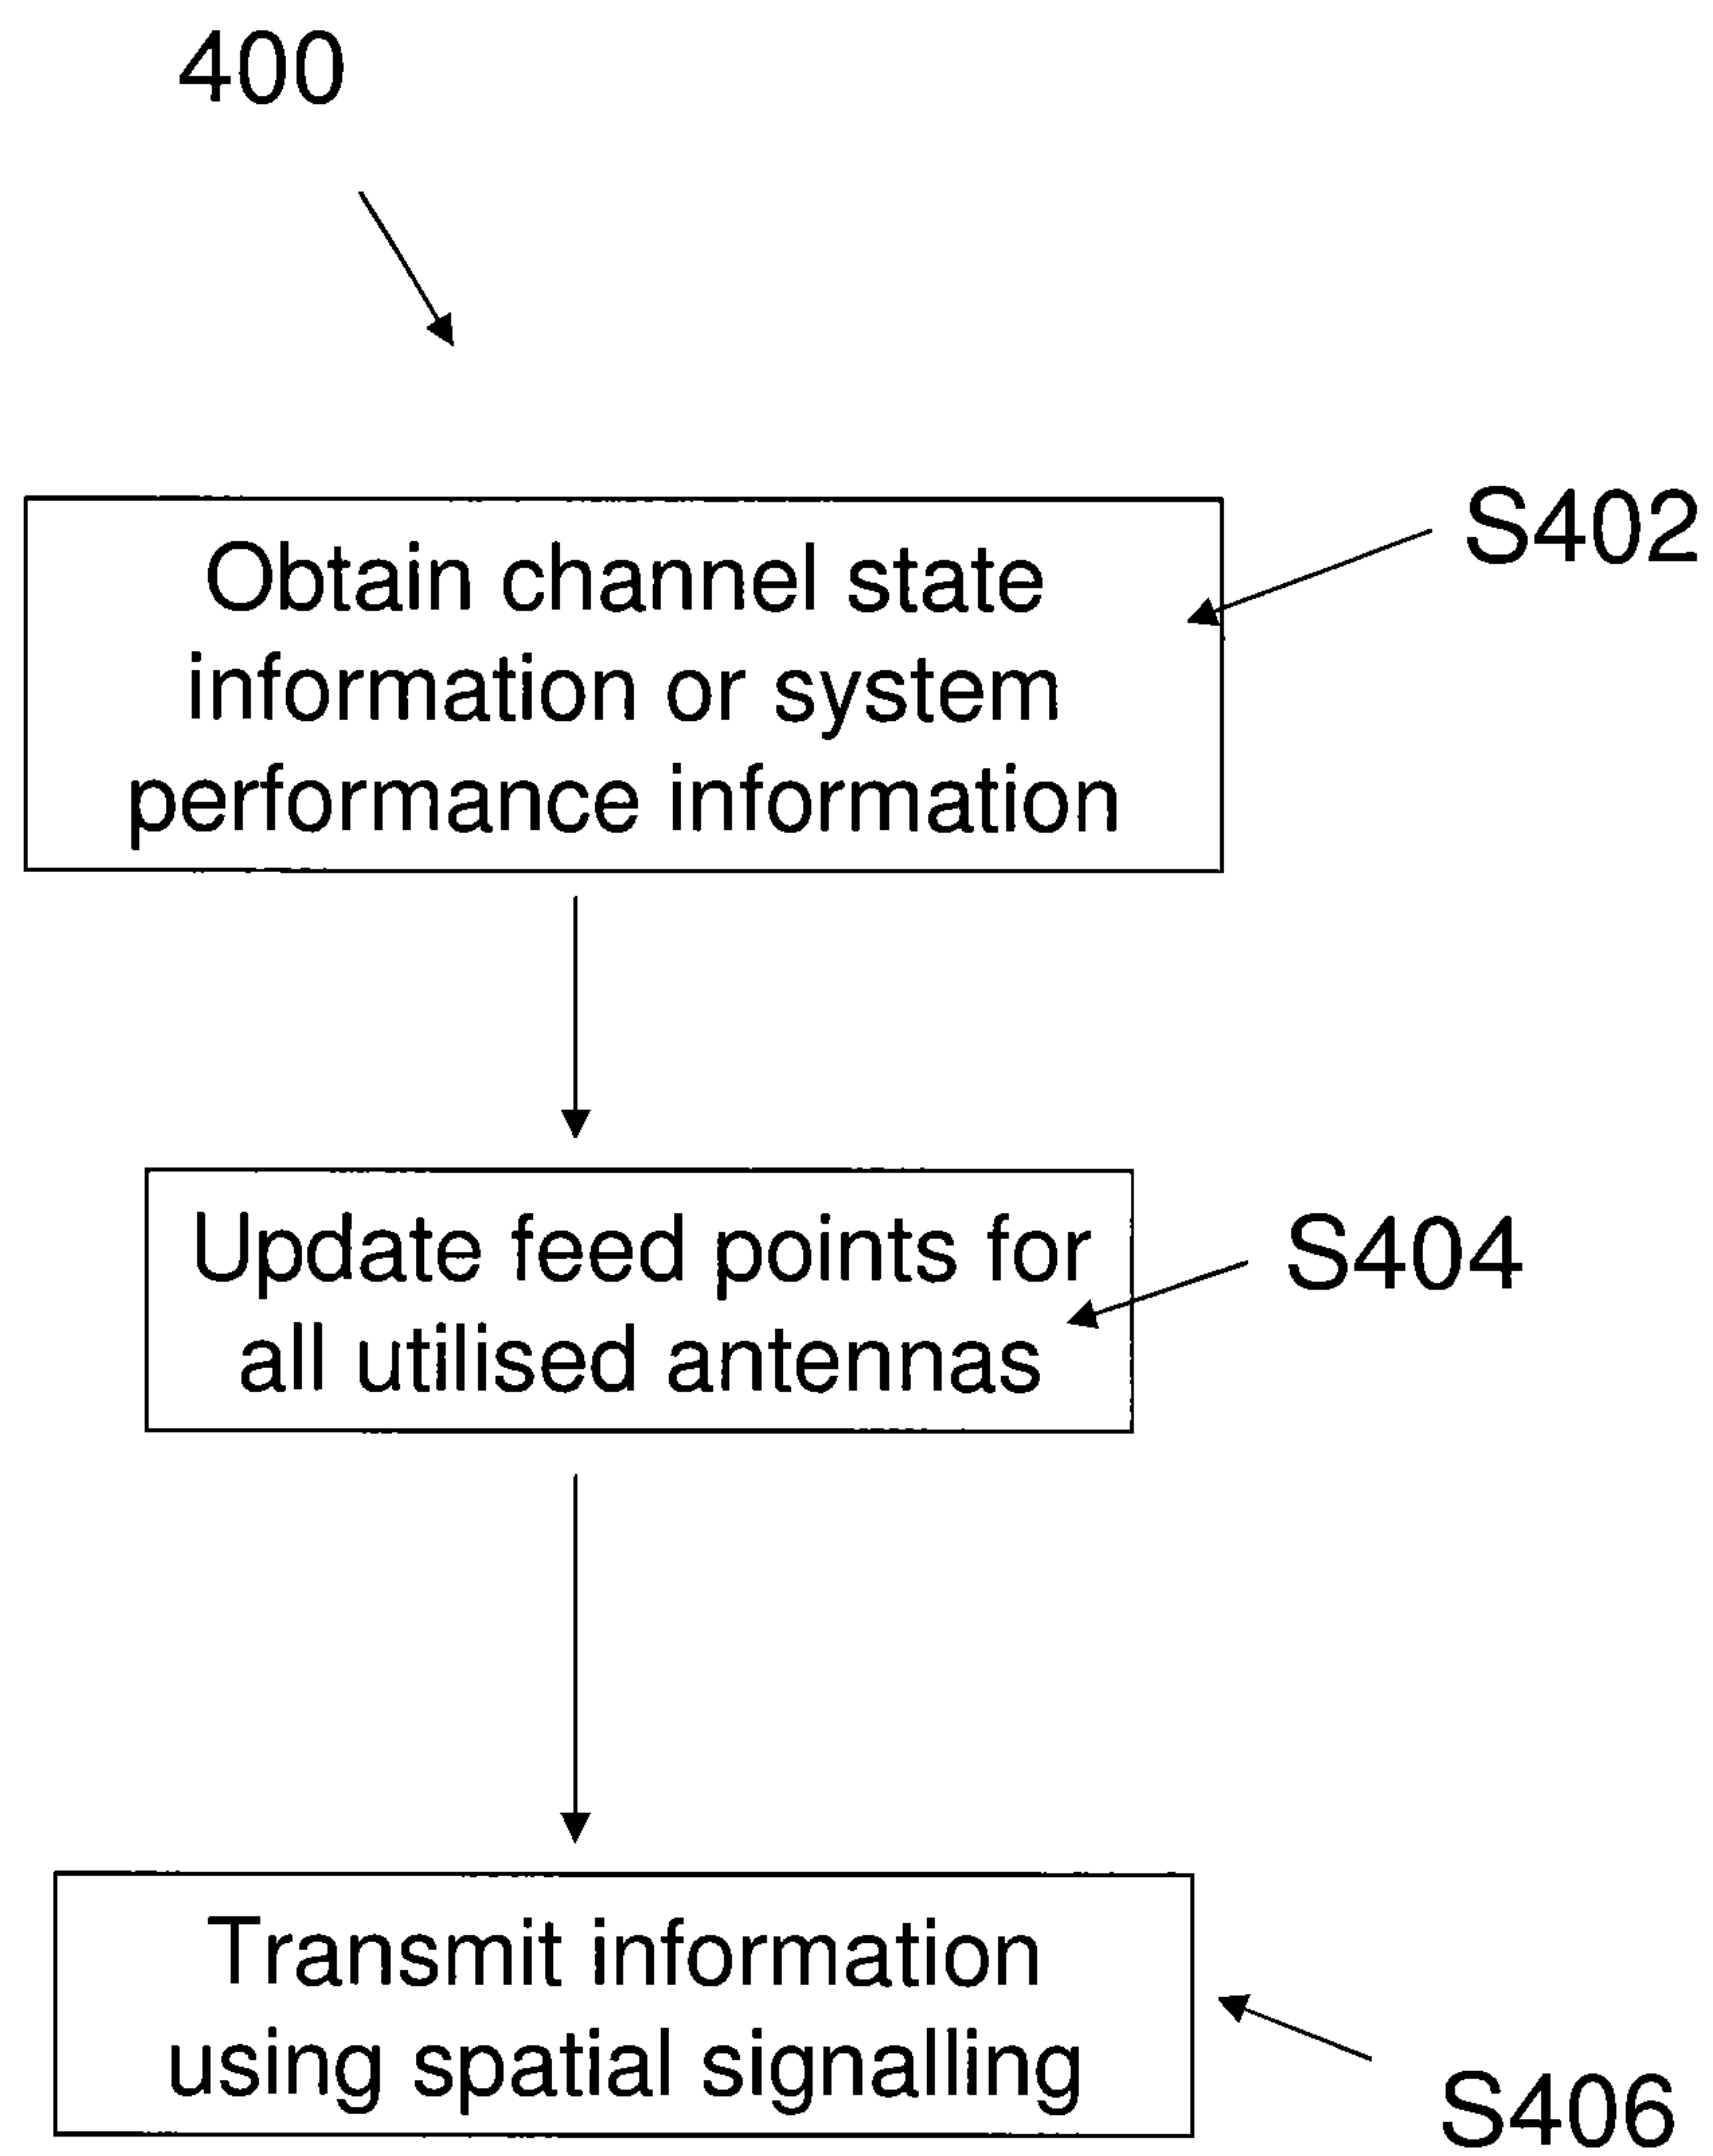 400
S402
Obtain channel state
information or system
performance information
S404
Update feed points for
all utilised antennas
Transmit information
using spatial signalling
S406